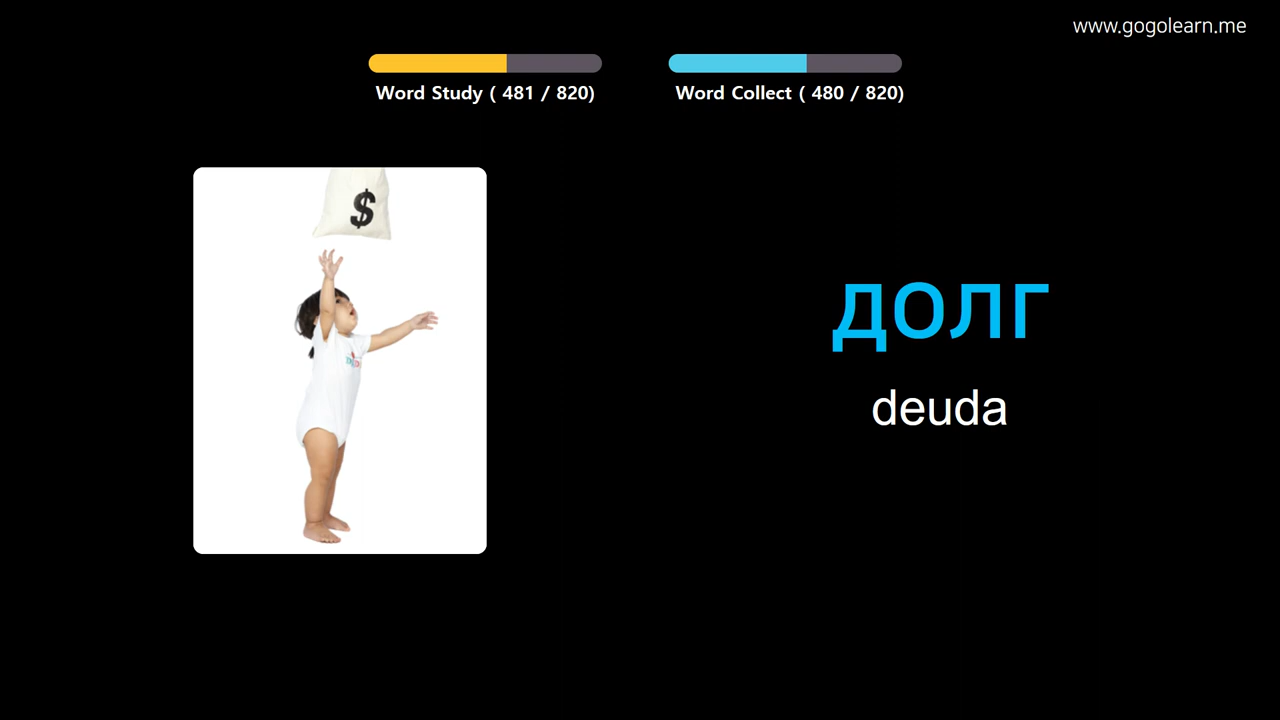 www.gogolearn.me
Word Study ( 481 / 820)
Word Collect ( 480 / 820)
$
долг
deuda